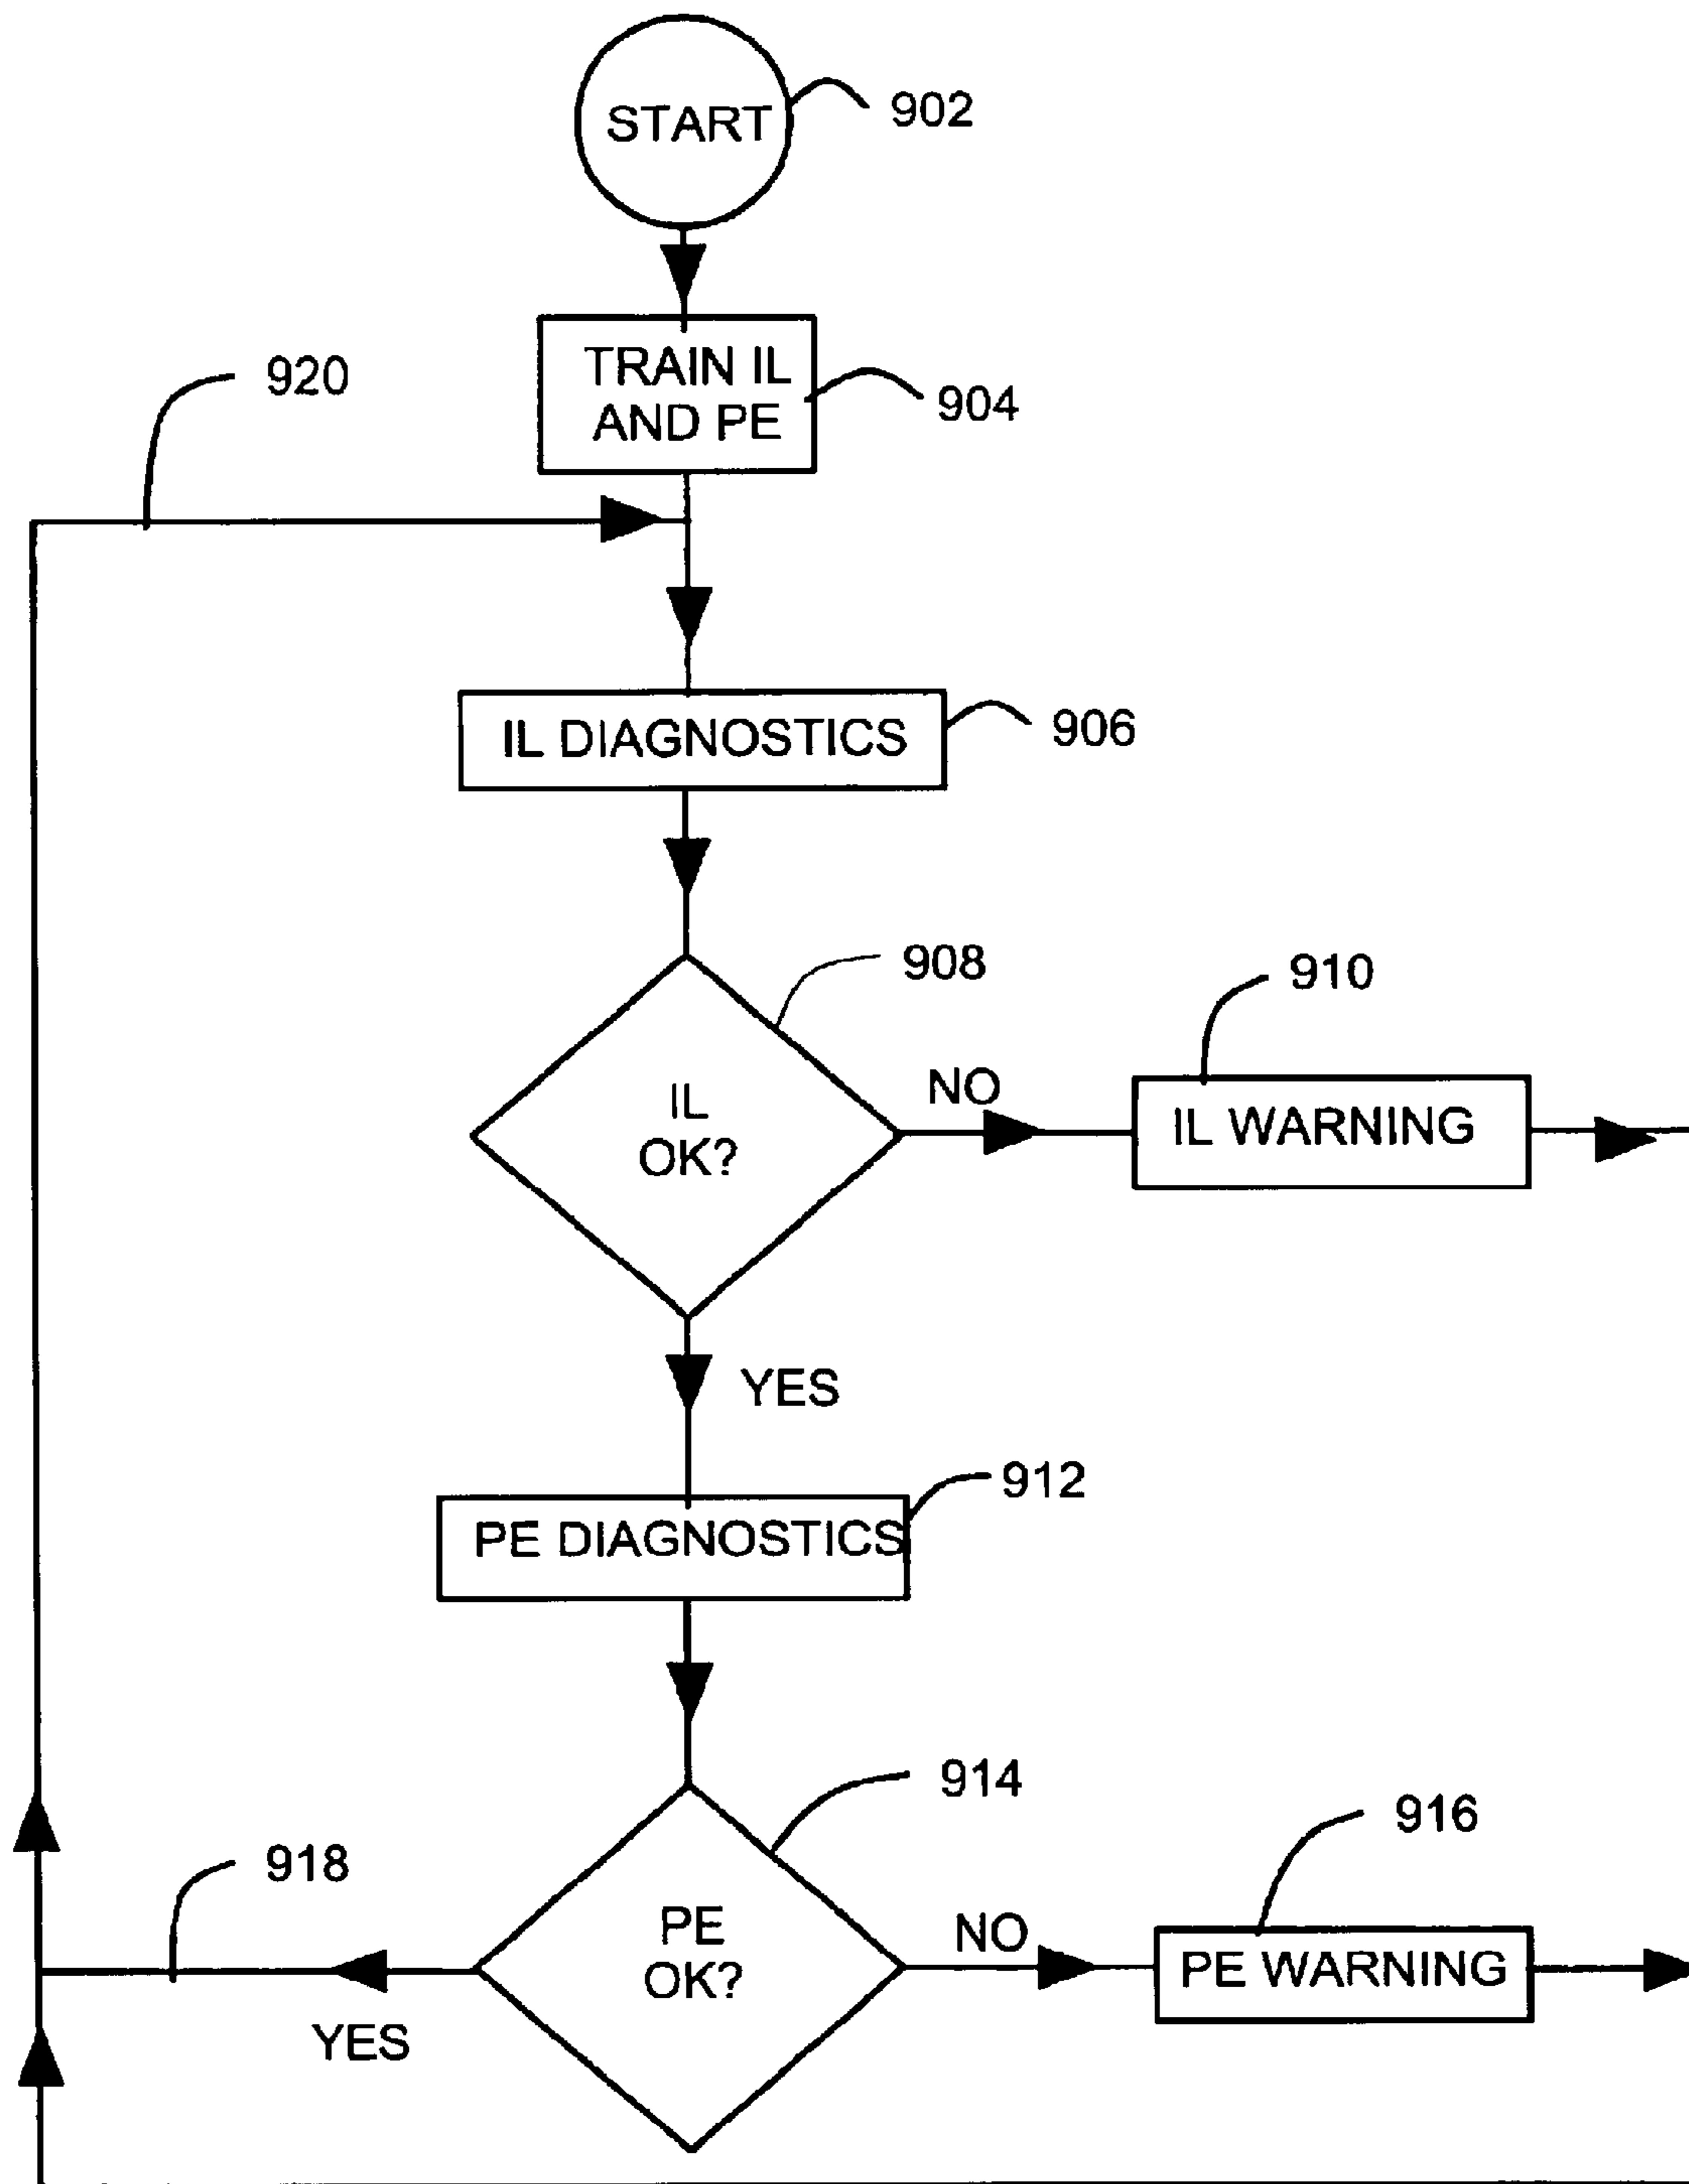 START
902
TRAIN IL
AND PE
904
920
IL DIAGNOSTICS
906
908
910
IL
OK?
NO
IL WARNING
YES
912
PE DIAGNOSTICS
914
916
918
PE
OK?
NO
PE WARNING
YES